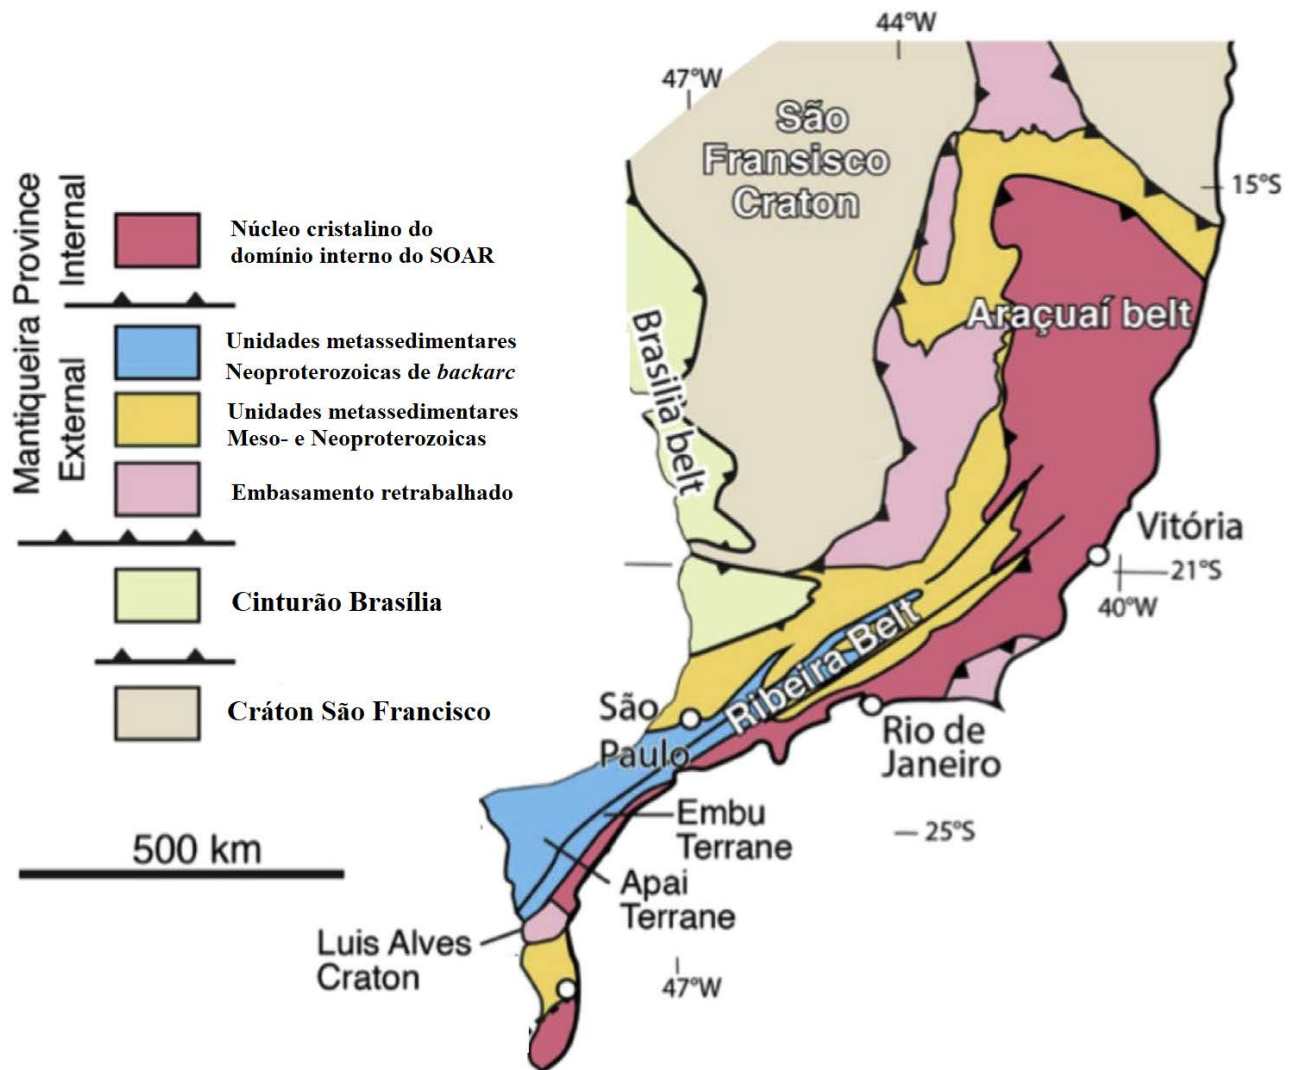 Mantiqueira Province
Internal
External
Núcleo cristalino do
domínio interno do SOAR
Unidades metassedimentares
Neoproterozoicas de backarc
Unidades metassedimentares
Meso- e Neoproterozoicas
Embasamento retrabalhado
Cinturão Brasília
Cráton São Francisco
500 km
44°W
47°W
São
Fransisco
Craton
15°S
Araçuaí belt
Brasilia belt
Vitória
21°S
40°W
Ribeira Belt
São
Paulo
Rio de
Janeiro
Embu
Terrane
25°S
Apai
Terrane
Luis Alves
Craton
47°W